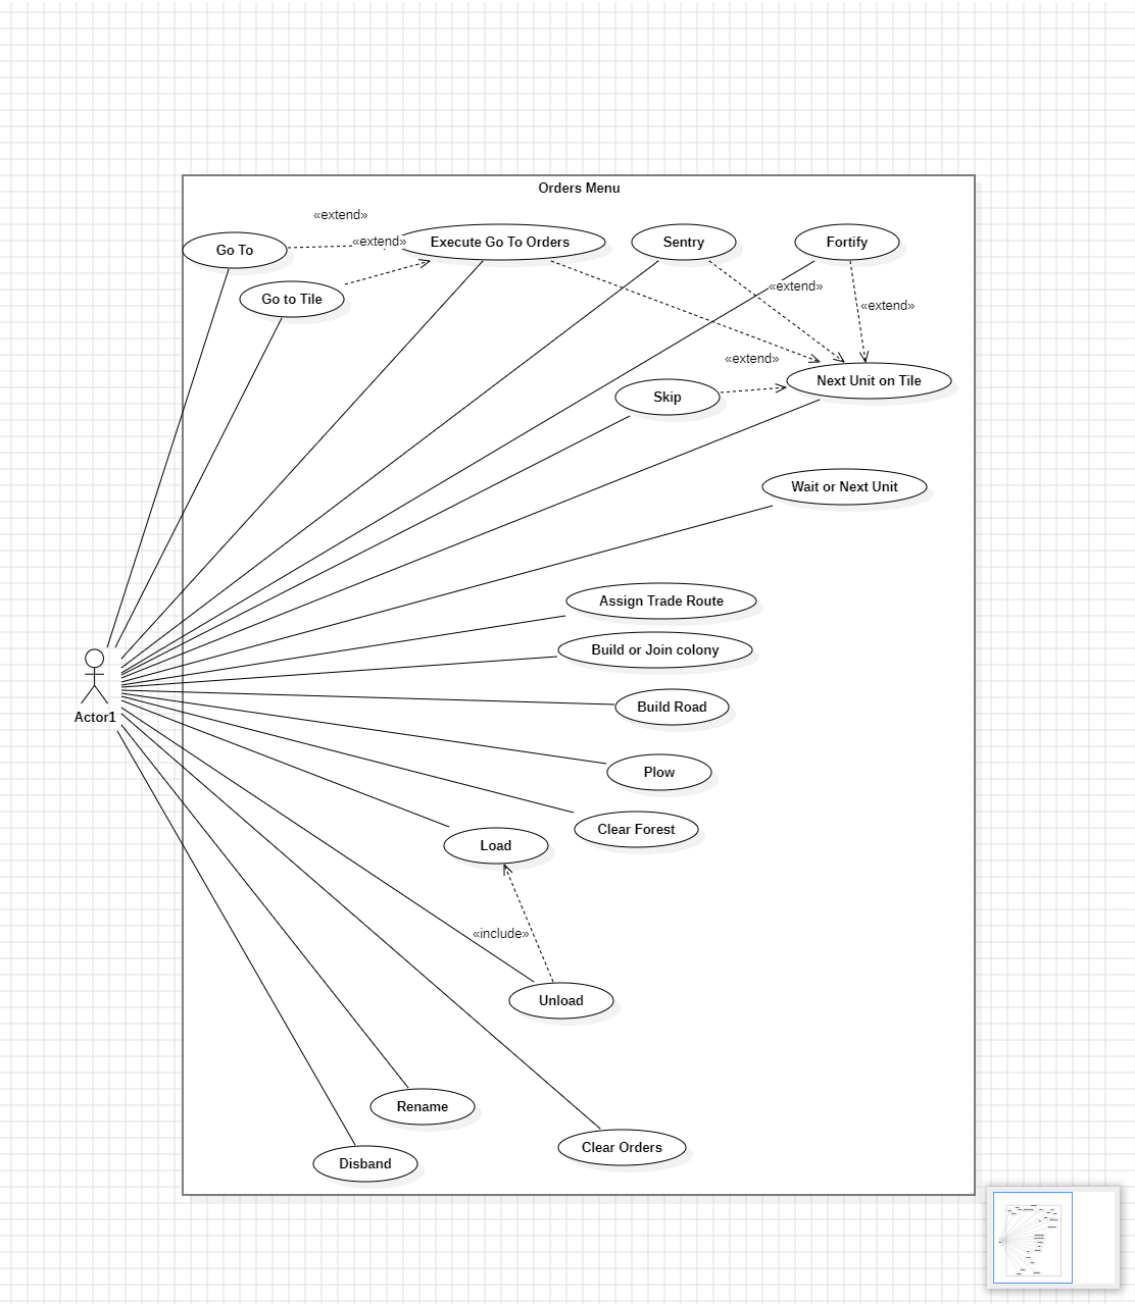 Orders Menu
«extend»
Go To
«extend»
Execute Go To Orders
Sentry
Fortify
Go to Tile
«extend»
«extend»
«extend»
Next Unit on Tile
Skip
Wait or Next Unit
Assign Trade Route
Build or Join colony
Build Road
Actor1
Plow
Clear Forest
Load
«include»
Unload
Rename
Clear Orders
Disband